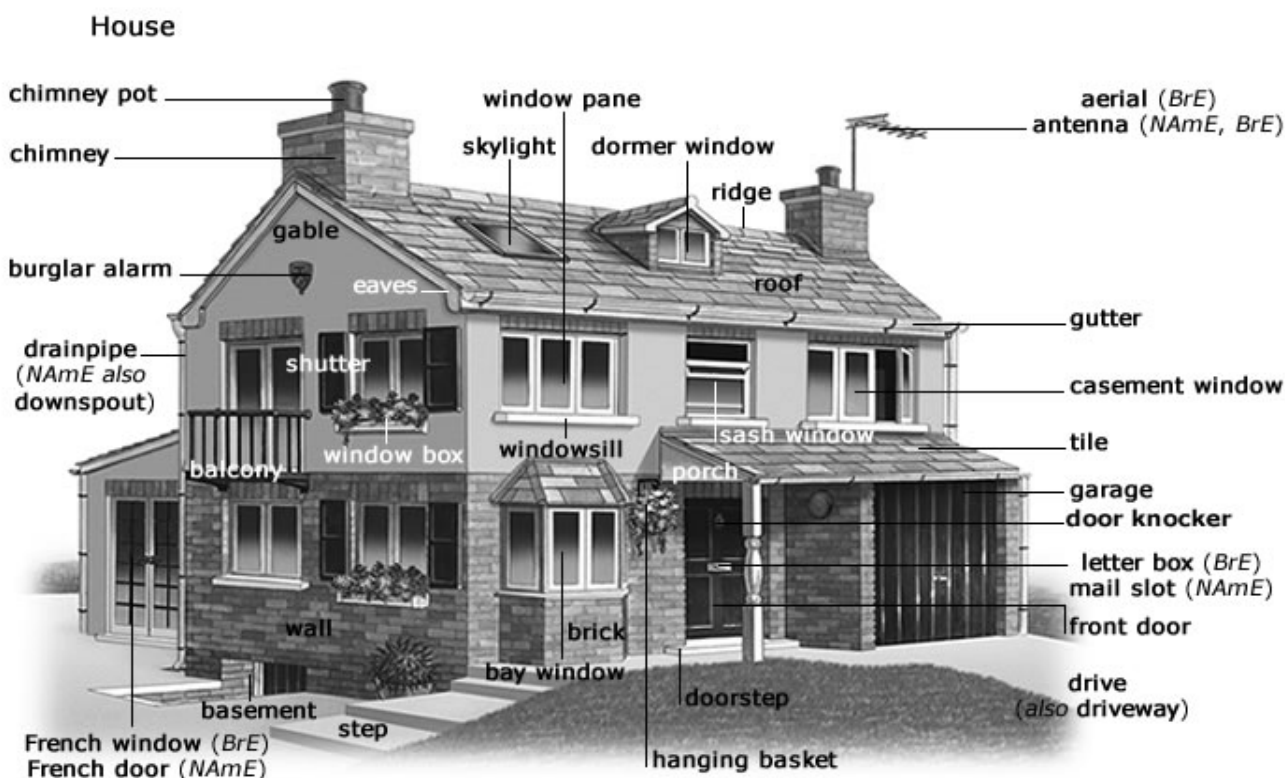 House
chimney pot
window pane
aerial (BrE)
antenna (NAmE, BrE)
chimney
skylight
dormer window
ridge
gable
burglar alarm
eaves
roof
gutter
drainpipe
(NAmE also
downspout)
shutter
casement window
window box
windowsill
sash window
tile
balcony
porch
garage
door knocker
letter box (BrE)
mail slot (NAmE)
wall
brick
front door
bay window
basement
step
doorstep
drive
(also driveway)
French window (BrE)
French door (NAmE)
hanging basket